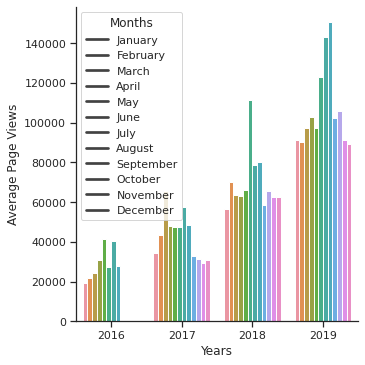 Months
January
February
March
April
May
June
July
August
September
October
November
December
Average Page Views
140000
120000
100000
80000
60000
40000
20000
0
2016 2017 2018 2019
Years